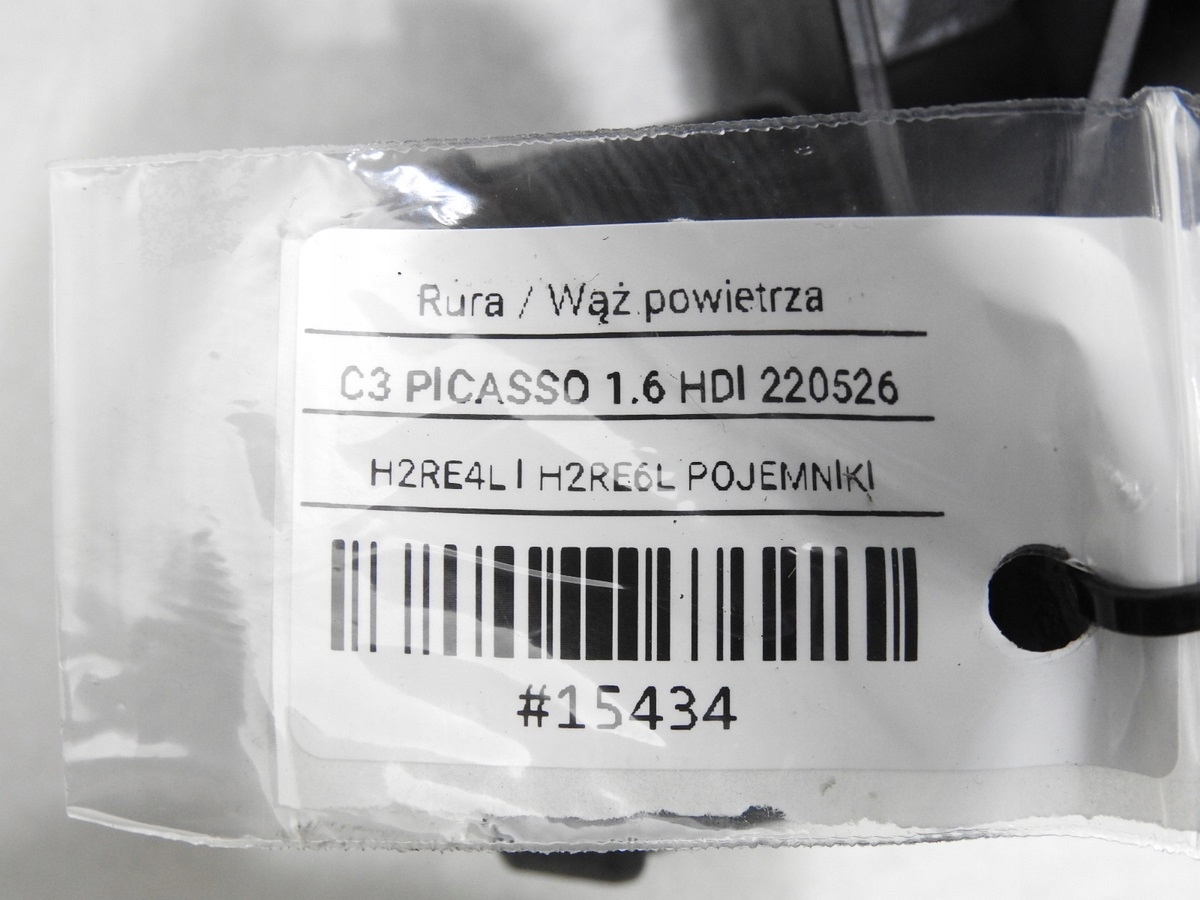 Rura / Wąż powietrza
C3 PICASSO 1.6 HDI 220526
H2RE4L I H2RE6L POJEMNIKI
#15434